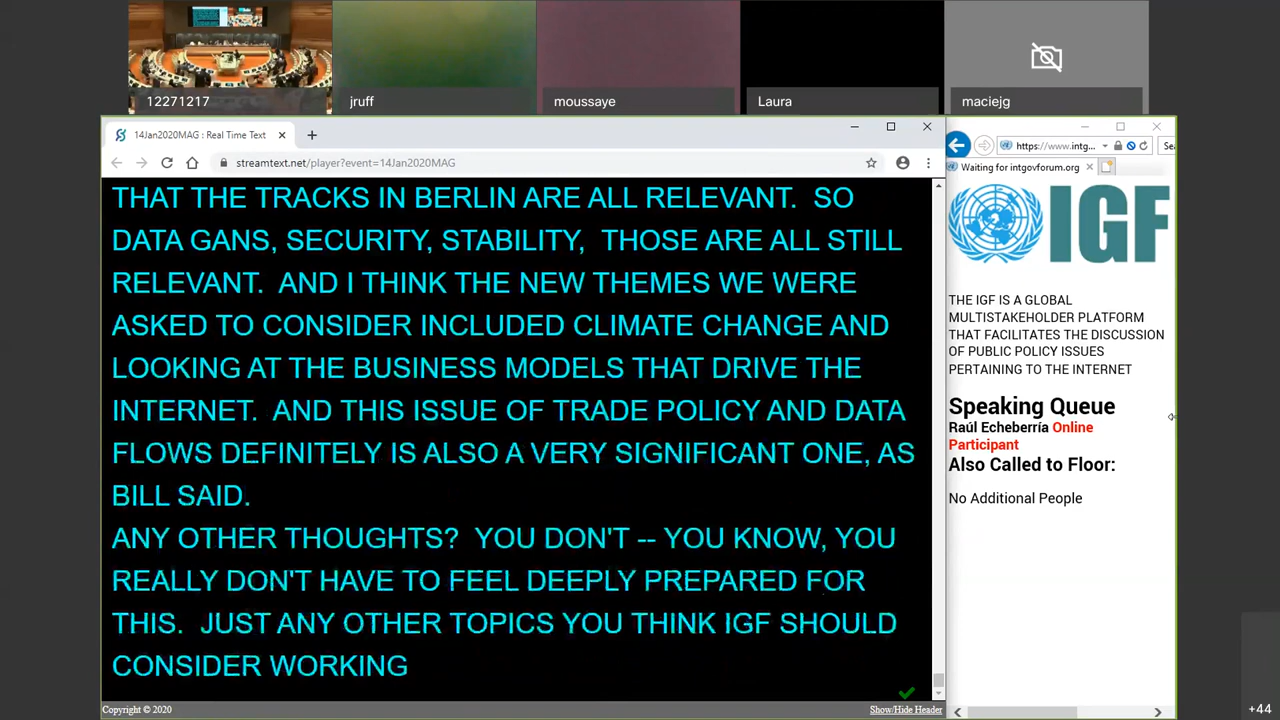 12271217
jruff
moussaye
Laura
maciejg
14Jan2020MAG : Real Time Text
streamtext.net/player?event=14Jan2020MAG
THAT THE TRACKS IN BERLIN ARE ALL RELEVANT. SO
DATA GANS, SECURITY, STABILITY, THOSE ARE ALL STILL
RELEVANT. AND I THINK THE NEW THEMES WE WERE
ASKED TO CONSIDER INCLUDED CLIMATE CHANGE AND
LOOKING AT THE BUSINESS MODELS THAT DRIVE THE
INTERNET. AND THIS ISSUE OF TRADE POLICY AND DATA
FLOWS DEFINITELY IS ALSO A VERY SIGNIFICANT ONE, AS
BILL SAID.
ANY OTHER THOUGHTS? YOU DON'T -- YOU KNOW, YOU
REALLY DON'T HAVE TO FEEL DEEPLY PREPARED FOR
THIS. JUST ANY OTHER TOPICS YOU THINK IGF SHOULD
CONSIDER WORKING
Copyright © 2020
Show/Hide Header
https://www.intg...
Sea
Waiting for intgovforum.org
IGF
THE IGF IS A GLOBAL
MULTISTAKEHOLDER PLATFORM
THAT FACILITATES THE DISCUSSION
OF PUBLIC POLICY ISSUES
PERTAINING TO THE INTERNET
Speaking Queue
Raúl Echeberría Online
Participant
Also Called to Floor:
No Additional People
+44